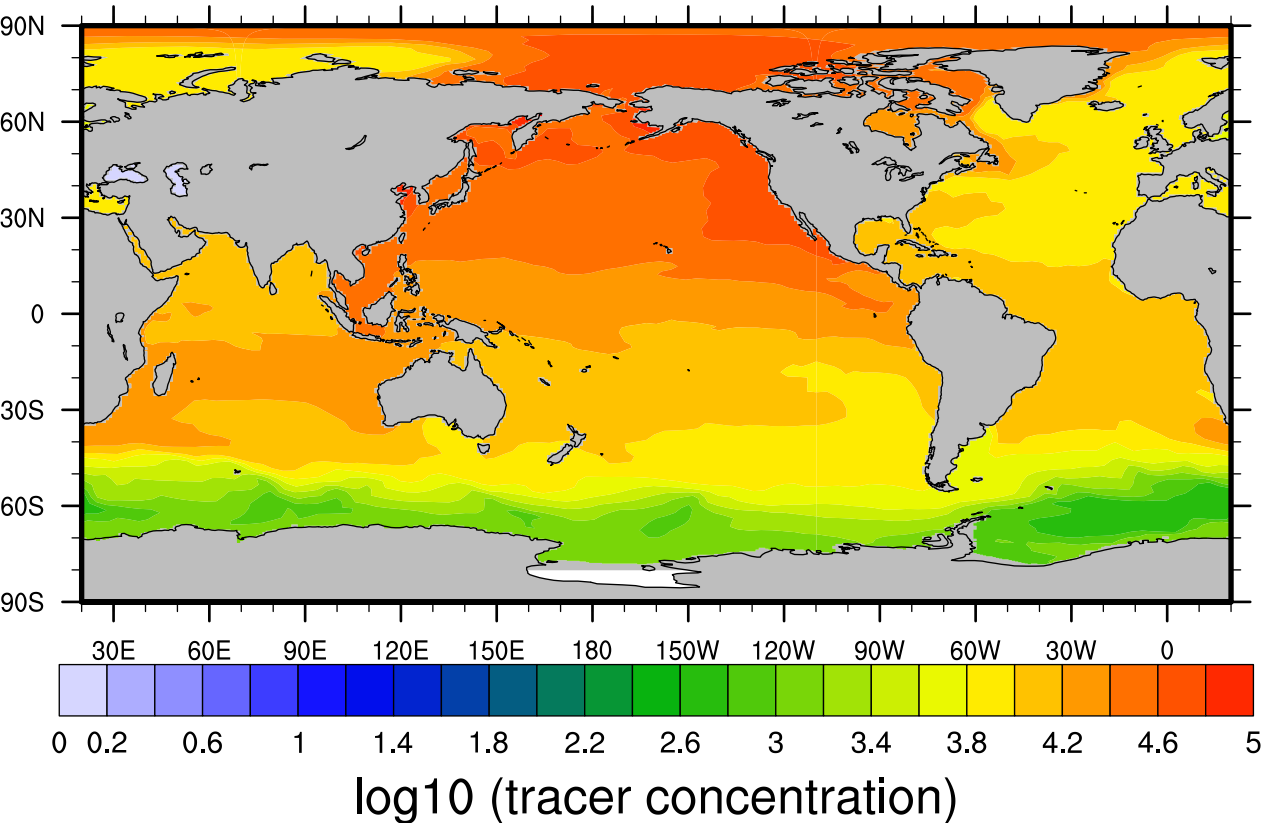 90N
60N
30N
0
30S
60S
90S
30E 60E 90E 120E 150E 180 150W 120W 90W 60W 30W 0
0 0.2 0.6 1 1.4 1.8 2.2 2.6 3 3.4 3.8 4.2 4.6 5
log10 (tracer concentration)